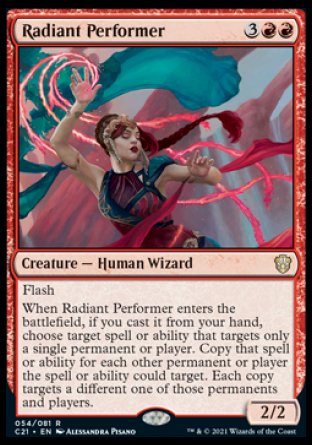 Radiant Performer 3
Creature — Human Wizard
Flash
When Radiant Performer enters the
battlefield, if you cast it from your hand,
choose target spell or ability that targets only
a single permanent or player. Copy that spell
or ability for each other permanent or player
the spell or ability could target. Each copy
targets a different one of those permanents
and players.
2/2
054/081 R
C21 • EN Alessandra Pisano
™ & © 2021 Wizards of the Coast